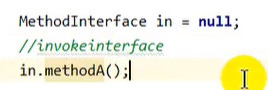 MethodInterface in = null;
//invokeinterface
in.methodA();